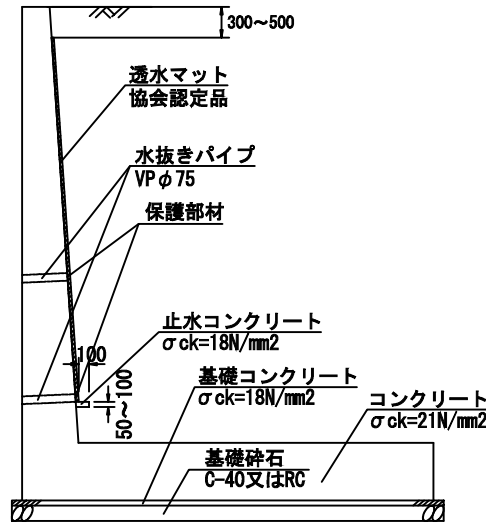 300～500
透水マット
協会認定品
水抜きパイプ
VPφ75
保護部材
止水コンクリート
σck=18N/mm2
100
50～100
基礎コンクリート
σck=18N/mm2
コンクリート
σck=21N/mm2
基礎砕石
C-40又はRC